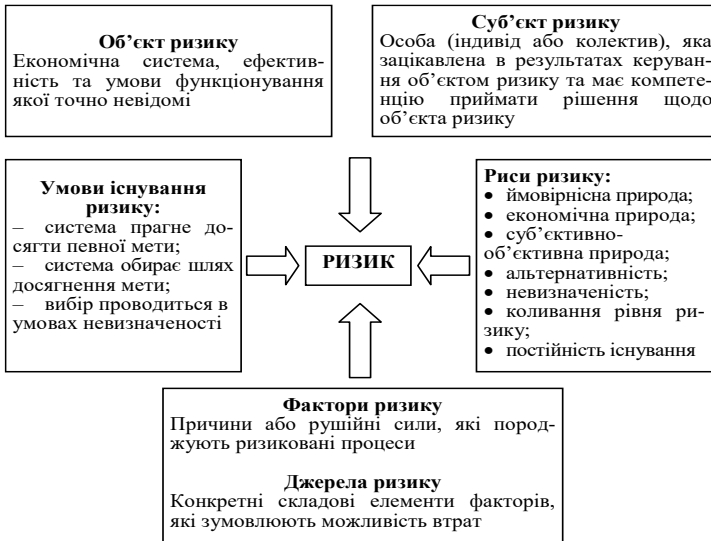 Об’єкт ризику
Економічна система, ефектив-
ність та умови функціонування
якої точно невідомі
Суб’єкт ризику
Особа (індивід або колектив), яка
зацікавлена в результатах керуван-
ня об’єктом ризику та має компетен-
цію приймати рішення щодо
об’єкта ризику
Умови існування
ризику:
– система прагне до-
сягти певної мети;
– система обирає шлях
досягнення мети;
– вибір проводиться в
умовах невизначеності
РИЗИК
Риси ризику:
• ймовірнісна природа;
• економічна природа;
• суб’єктивно-
об’єктивна природа;
• альтернативність;
• невизначеність;
• коливання рівня ри-
зику;
• постійність існування
Фактори ризику
Причини або рушійні сили, які пород-
жують ризиковані процеси
Джерела ризику
Конкретні складові елементи факторів,
які зумовлюють можливість втрат